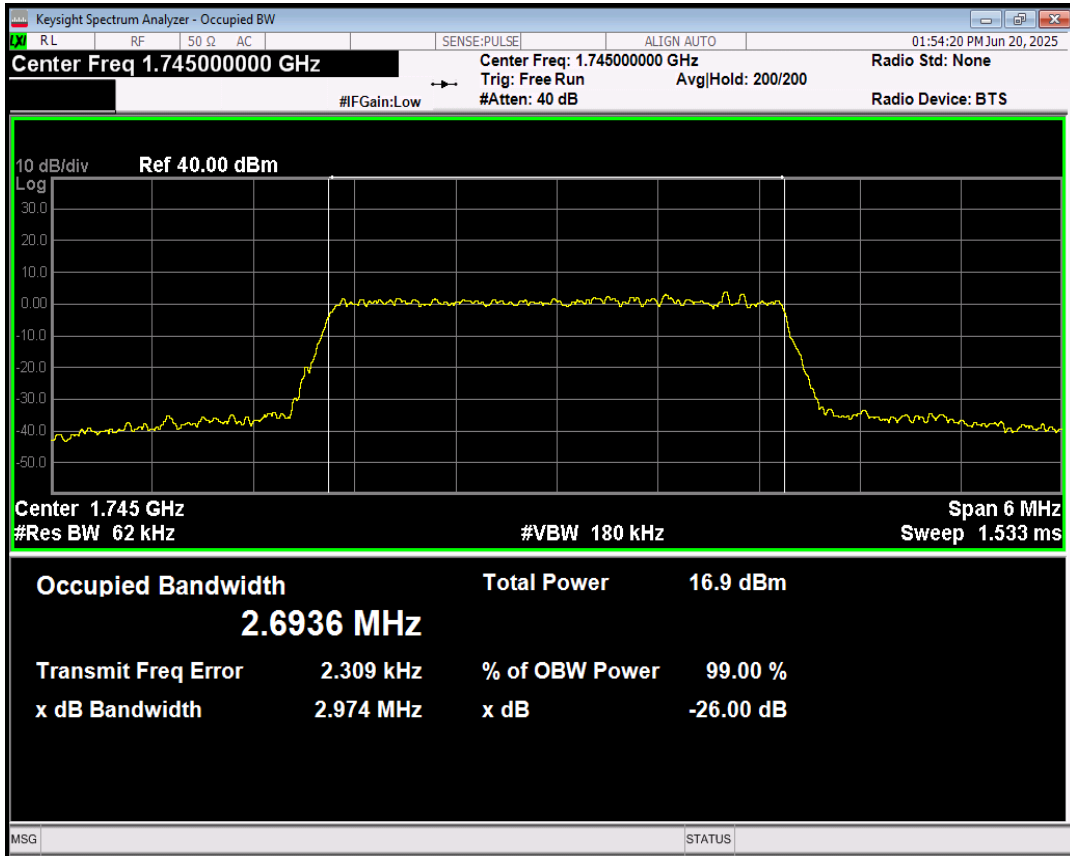 Keysight Spectrum Analyzer - Occupied BW
LXI RL RF 50 Ω AC SENSE:PULSE ALIGN AUTO 01:54:20 PM Jun 20, 2025
Center Freq 1.745000000 GHz Center Freq: 1.745000000 GHz Radio Std: None
Trig: Free Run Avg|Hold: 200/200
#IFGain:Low #Atten: 40 dB Radio Device: BTS
10 dB/div Ref 40.00 dBm
Log
30.0
20.0
10.0
0.00
-10.0
-20.0
-30.0
-40.0
-50.0
Center 1.745 GHz Span 6 MHz
#Res BW 62 kHz #VBW 180 kHz Sweep 1.533 ms
Occupied Bandwidth Total Power 16.9 dBm
2.6936 MHz
Transmit Freq Error 2.309 kHz % of OBW Power 99.00 %
x dB Bandwidth 2.974 MHz x dB -26.00 dB
MSG STATUS